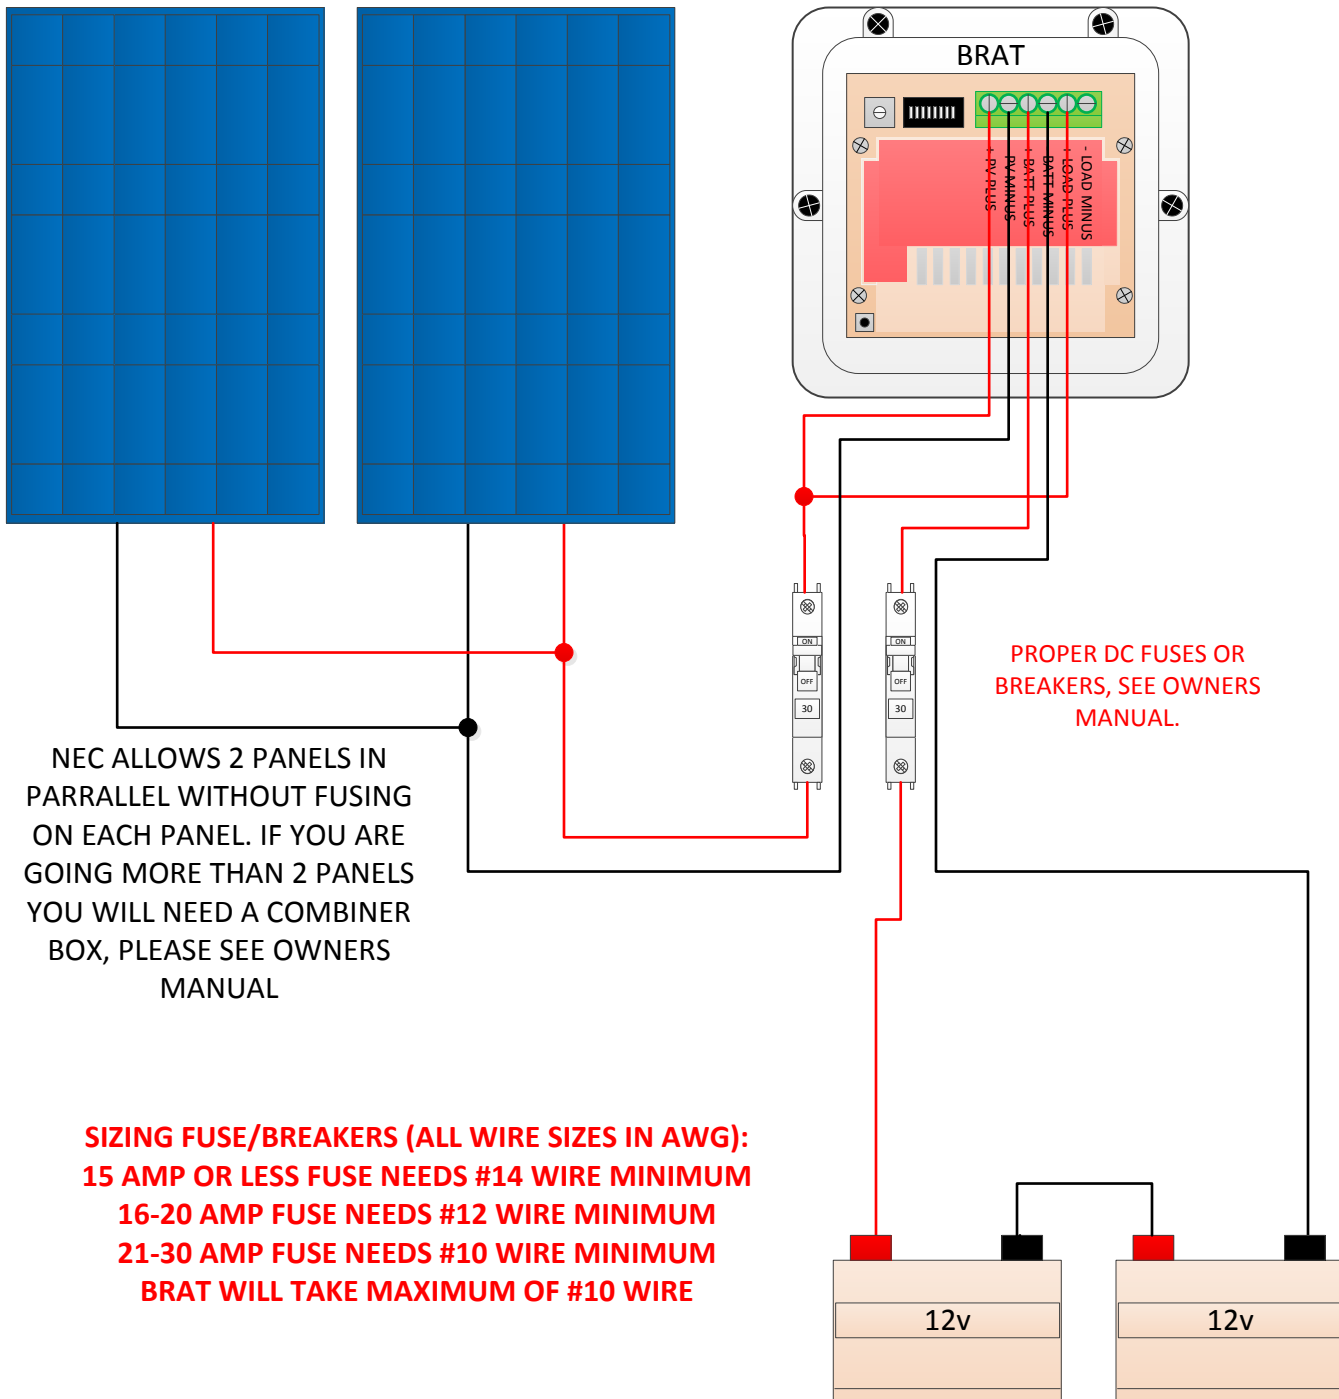 BRAT
+ PV PLUS
PV MINUS
+ BATT PLUS
BATT MINUS
+ LOAD PLUS
- LOAD MINUS
ON
OFF
30
ON
OFF
30
PROPER DC FUSES OR
BREAKERS, SEE OWNERS
MANUAL.
NEC ALLOWS 2 PANELS IN
PARRALLEL WITHOUT FUSING
ON EACH PANEL. IF YOU ARE
GOING MORE THAN 2 PANELS
YOU WILL NEED A COMBINER
BOX, PLEASE SEE OWNERS
MANUAL
SIZING FUSE/BREAKERS (ALL WIRE SIZES IN AWG):
15 AMP OR LESS FUSE NEEDS #14 WIRE MINIMUM
16-20 AMP FUSE NEEDS #12 WIRE MINIMUM
21-30 AMP FUSE NEEDS #10 WIRE MINIMUM
BRAT WILL TAKE MAXIMUM OF #10 WIRE
12v
12v